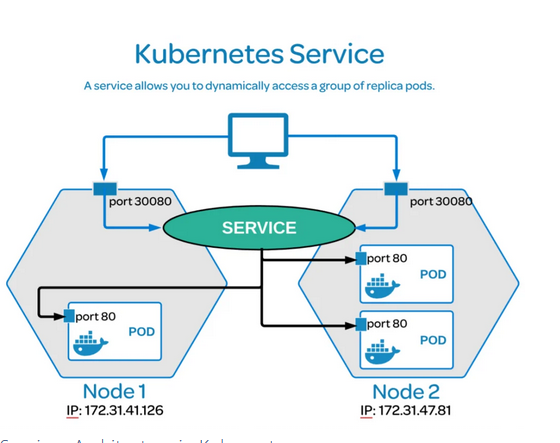 Kubernetes Service
A service allows you to dynamically access a group of replica pods.
port 30080
port 30080
SERVICE
port 80
POD
port 80
POD
port 80
POD
Node 1
IP: 172.31.41.126
Node 2
IP: 172.31.47.81